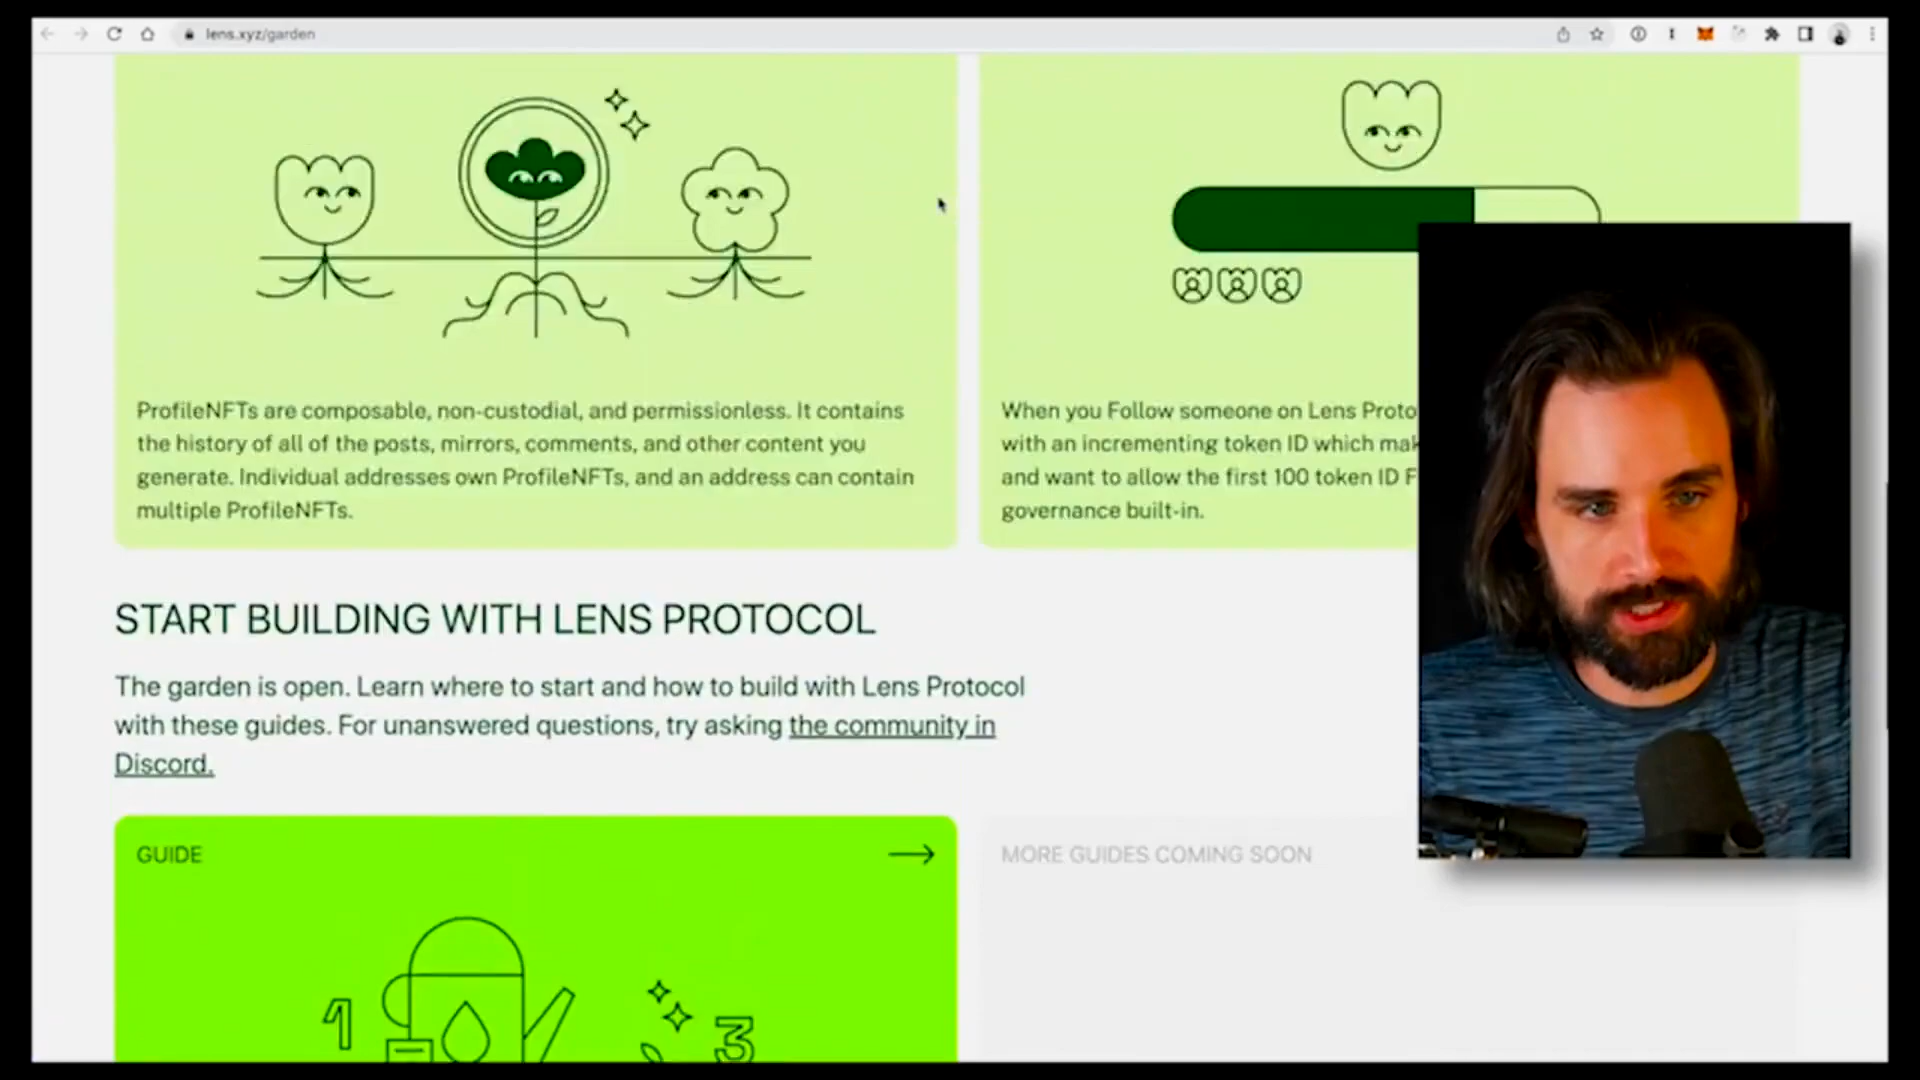 lens.xyz/garden
ProfileNFTs are composable, non-custodial, and permissionless. It contains
the history of all of the posts, mirrors, comments, and other content you
generate. Individual addresses own ProfileNFTs, and an address can contain
multiple ProfileNFTs.
When you Follow someone on Lens Proto
with an incrementing token ID which mak
and want to allow the first 100 token ID F
governance built-in.
START BUILDING WITH LENS PROTOCOL
The garden is open. Learn where to start and how to build with Lens Protocol
with these guides. For unanswered questions, try asking the community in
Discord.
GUIDE
MORE GUIDES COMING SOON
1
3